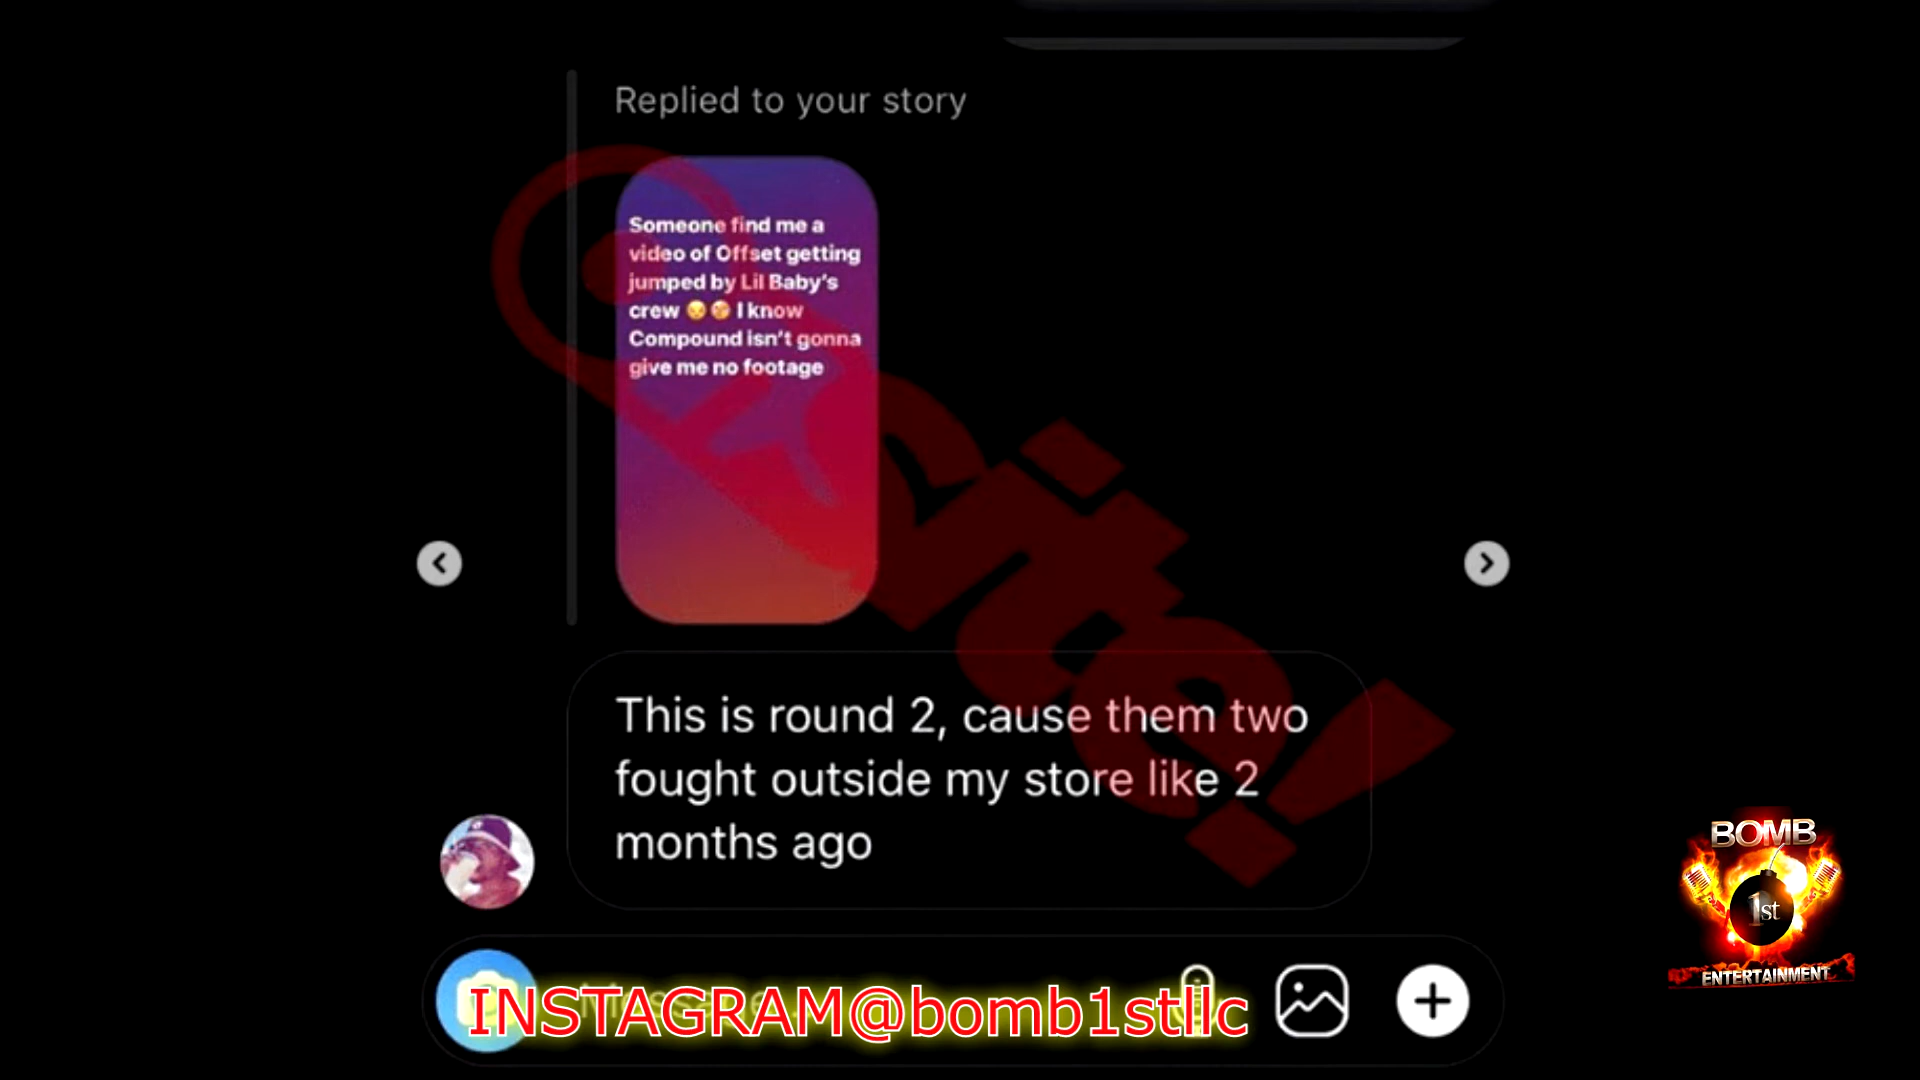 Replied to your story
Someone find me a
video of Offset getting
jumped by Lil Baby's
crew 😔🤕 I know
Compound isn't gonna
give me no footage
This is round 2, cause them two
fought outside my store like 2
months ago
INSTAGRAM@bomb1stllc
BOMB
1st
ENTERTAINMENT